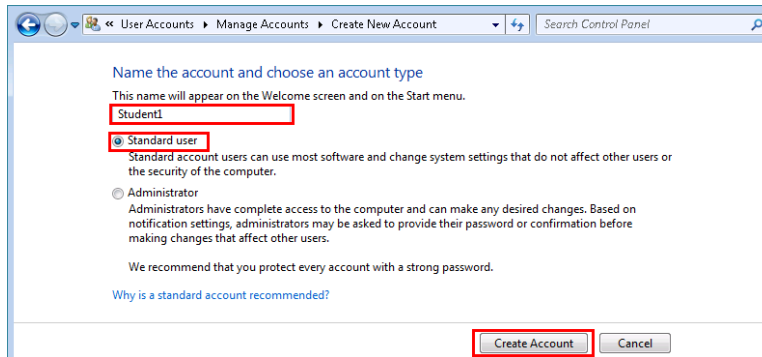 « User Accounts ▸ Manage Accounts ▸ Create New Account
Search Control Panel
Name the account and choose an account type
This name will appear on the Welcome screen and on the Start menu.
Student1
Standard user
Standard account users can use most software and change system settings that do not affect other users or
the security of the computer.
Administrator
Administrators have complete access to the computer and can make any desired changes. Based on
notification settings, administrators may be asked to provide their password or confirmation before
making changes that affect other users.
We recommend that you protect every account with a strong password.
Why is a standard account recommended?
Create Account
Cancel